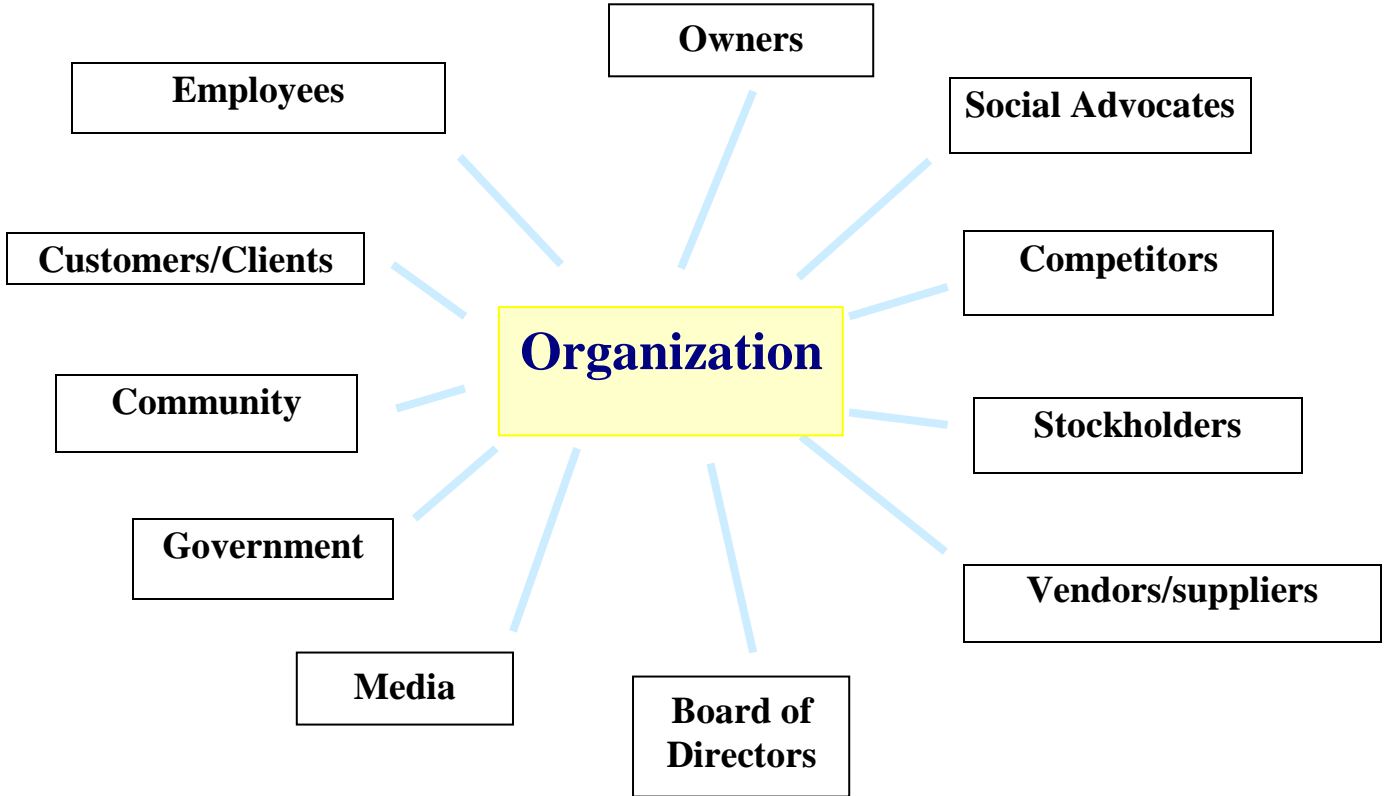 Owners
Employees
Social Advocates
Customers/Clients
Competitors
Organization
Community
Stockholders
Government
Vendors/suppliers
Media
Board of
Directors